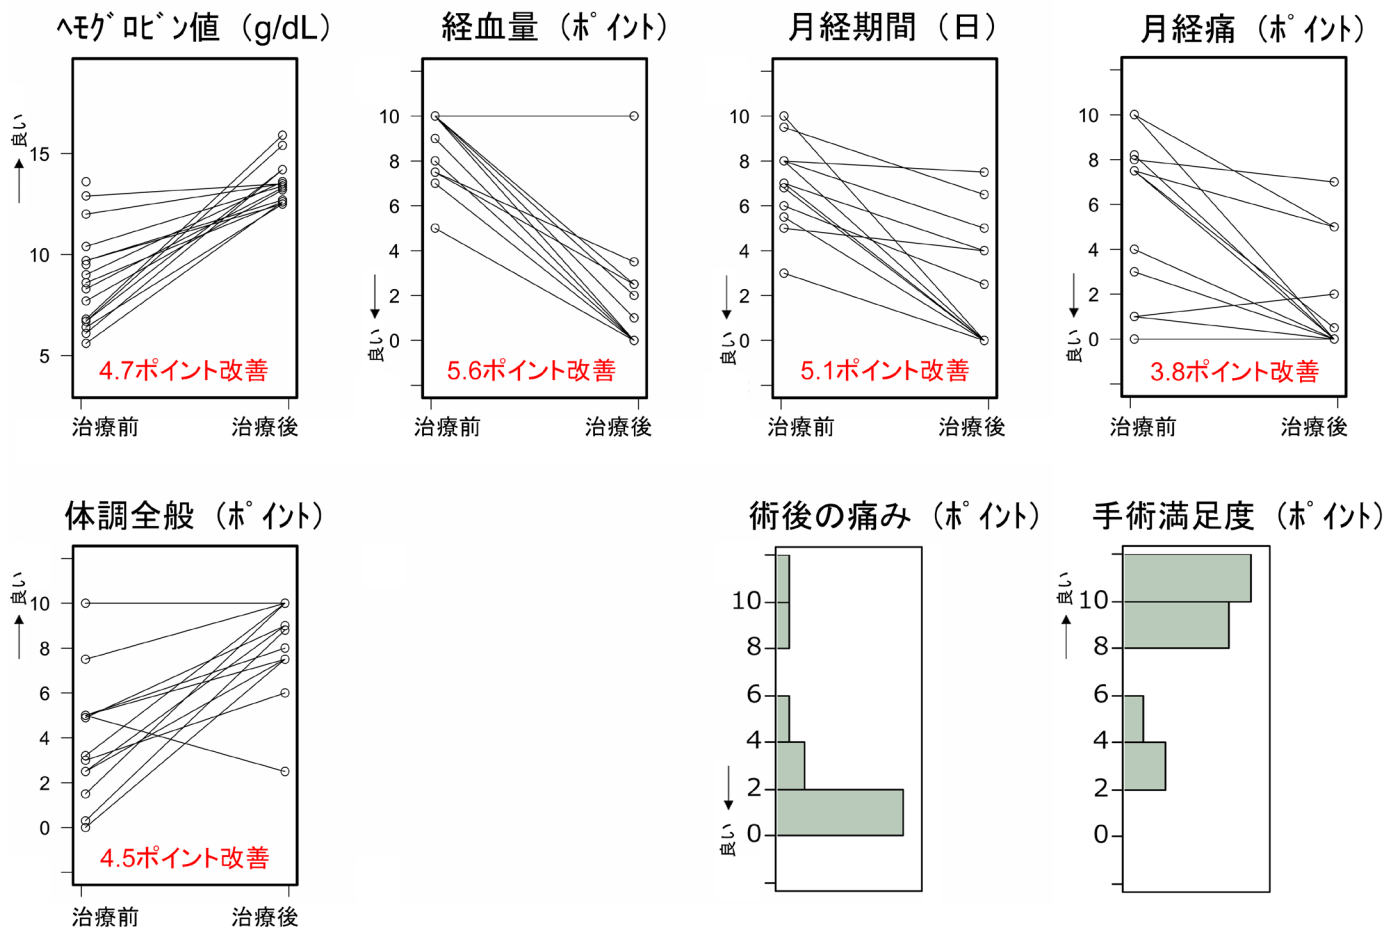 ﾍﾓｸﾞﾛﾋﾞﾝ値（g/dL）
良い
15
10
5
4.7ポイント改善
治療前
治療後
経血量（ﾎﾟｲﾝﾄ）
10
8
6
4
2
0
良い
5.6ポイント改善
治療前
治療後
月経期間（日）
10
8
6
4
2
0
良い
5.1ポイント改善
治療前
治療後
月経痛（ﾎﾟｲﾝﾄ）
10
8
6
4
2
0
良い
3.8ポイント改善
治療前
治療後
体調全般（ﾎﾟｲﾝﾄ）
良い
10
8
6
4
2
0
4.5ポイント改善
治療前
治療後
術後の痛み（ﾎﾟｲﾝﾄ）
10
8
6
4
2
0
良い
手術満足度（ﾎﾟｲﾝﾄ）
良い
10
8
6
4
2
0